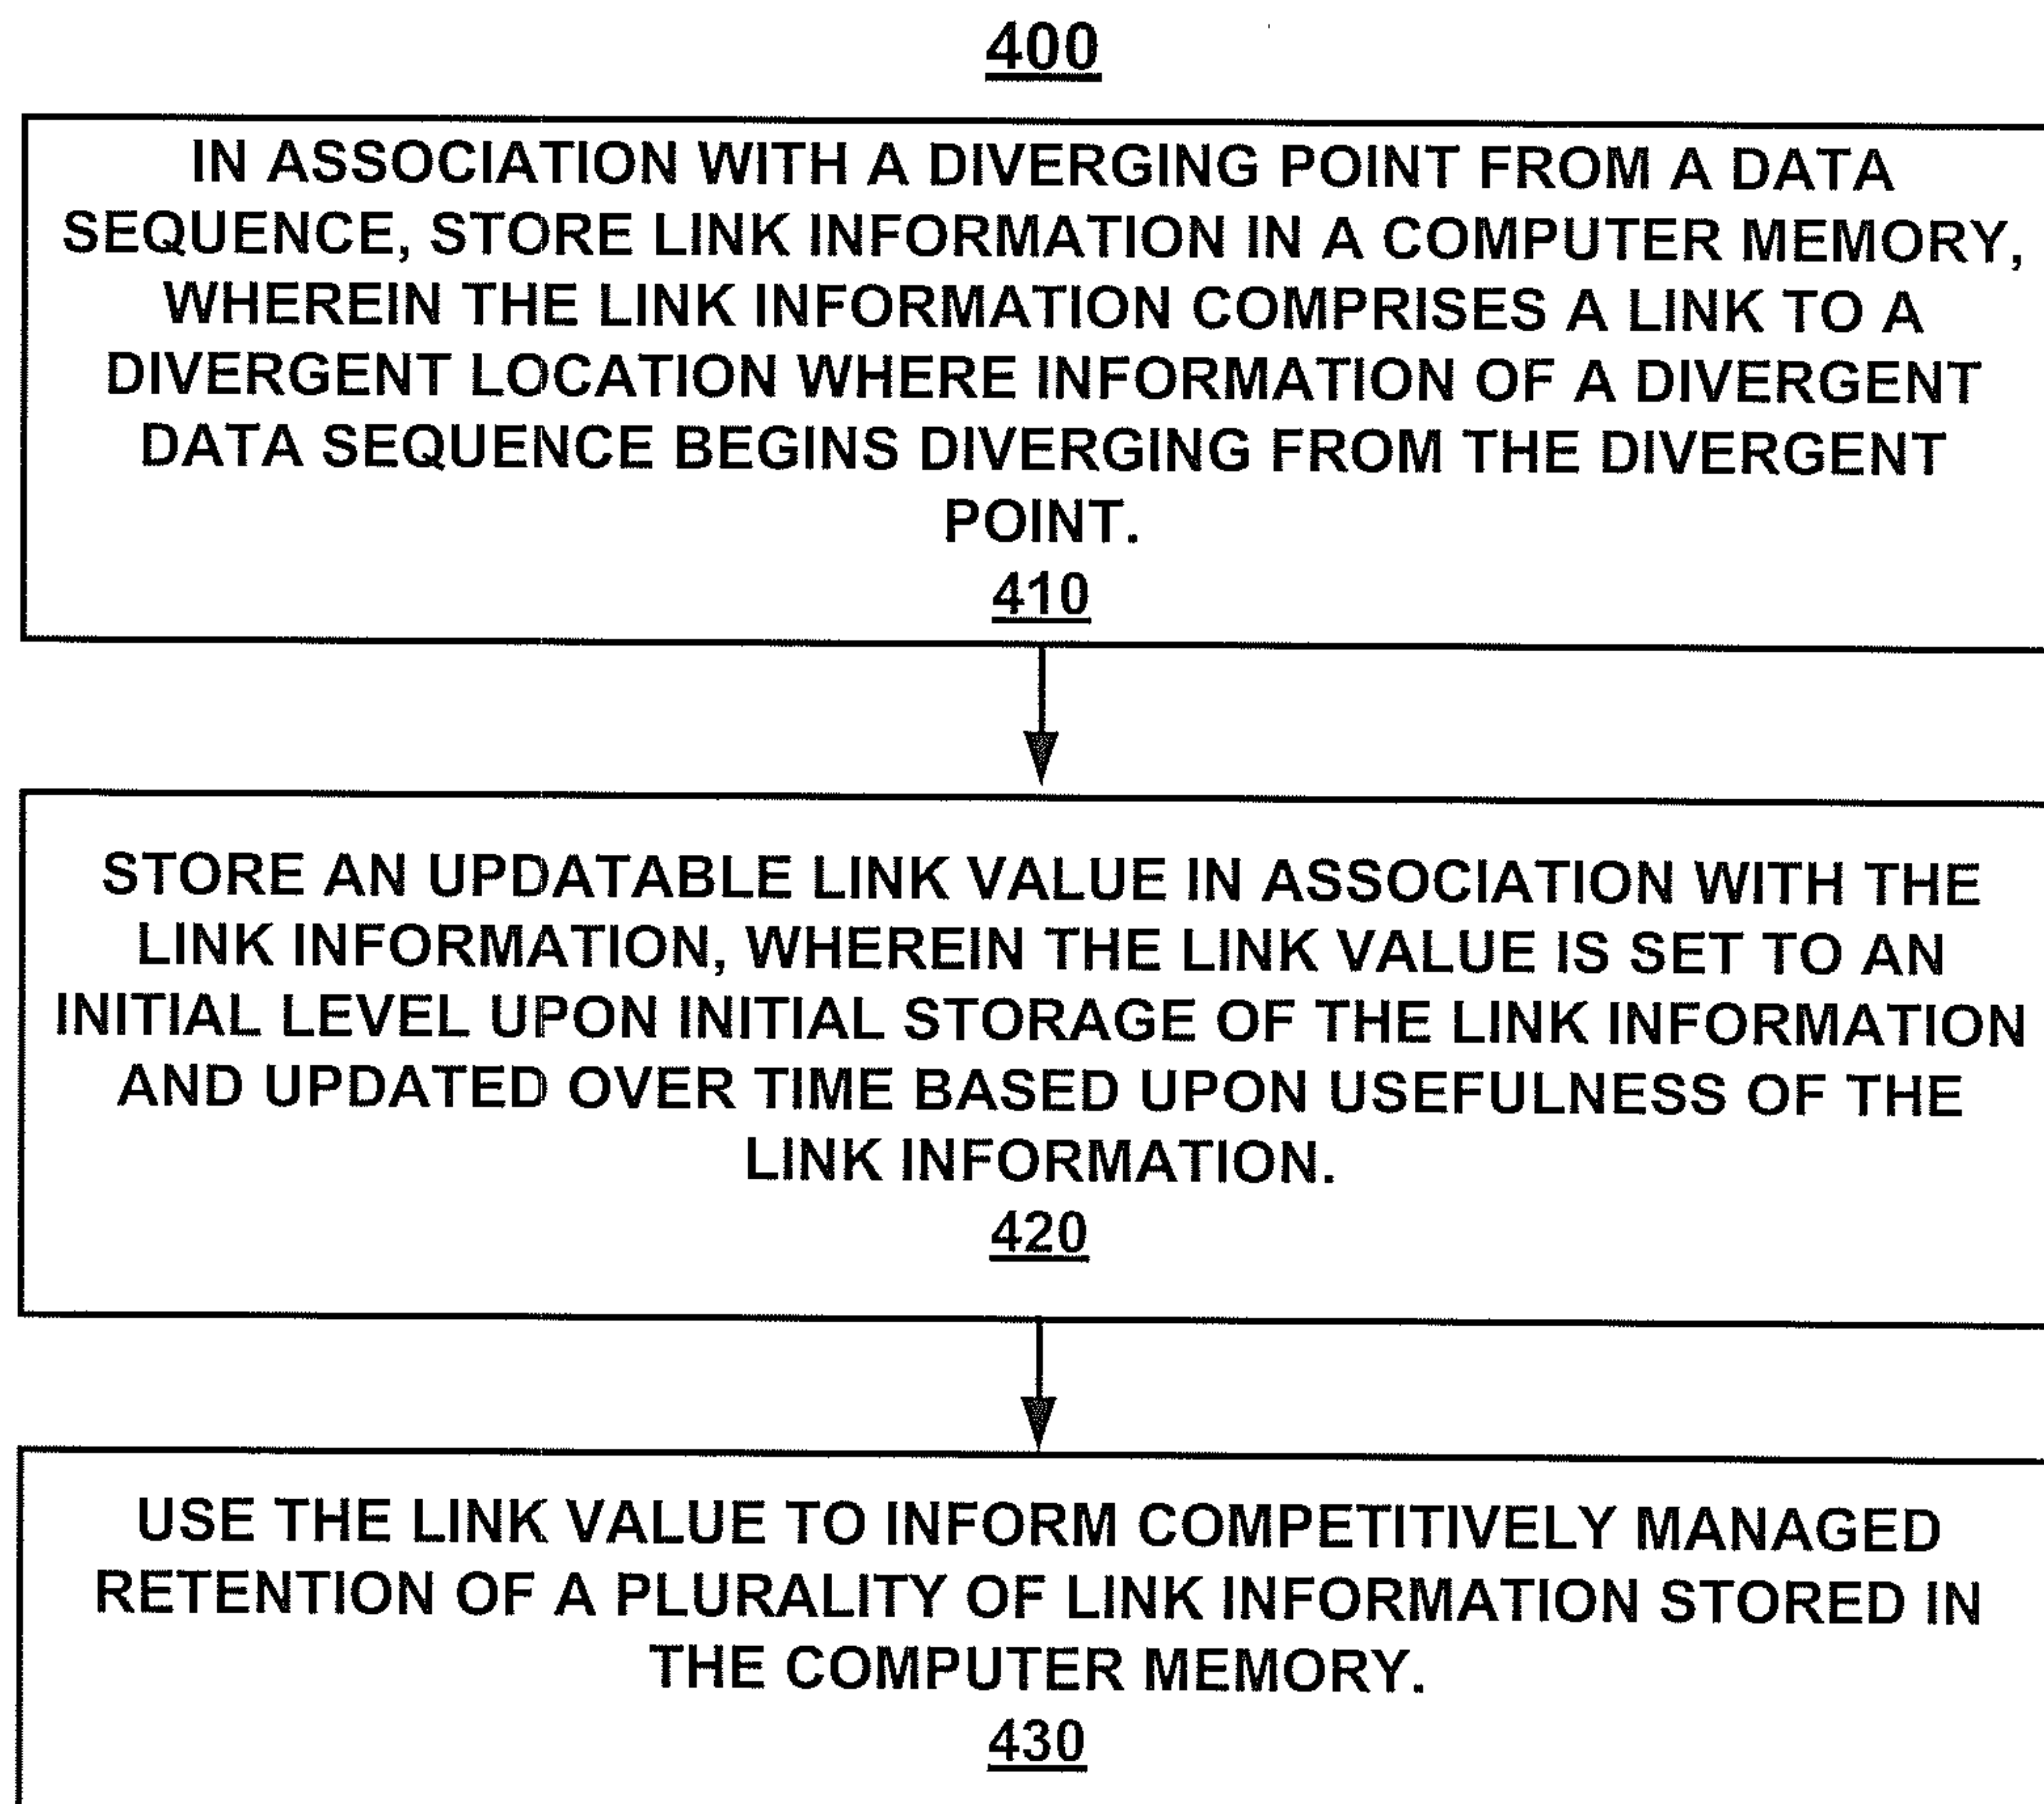 400
IN ASSOCIATION WITH A DIVERGING POINT FROM A DATA
SEQUENCE, STORE LINK INFORMATION IN A COMPUTER MEMORY,
WHEREIN THE LINK INFORMATION COMPRISES A LINK TO A
DIVERGENT LOCATION WHERE INFORMATION OF A DIVERGENT
DATA SEQUENCE BEGINS DIVERGING FROM THE DIVERGENT
POINT.
410
STORE AN UPDATABLE LINK VALUE IN ASSOCIATION WITH THE
LINK INFORMATION, WHEREIN THE LINK VALUE IS SET TO AN
INITIAL LEVEL UPON INITIAL STORAGE OF THE LINK INFORMATION
AND UPDATED OVER TIME BASED UPON USEFULNESS OF THE
LINK INFORMATION.
420
USE THE LINK VALUE TO INFORM COMPETITIVELY MANAGED
RETENTION OF A PLURALITY OF LINK INFORMATION STORED IN
THE COMPUTER MEMORY.
430